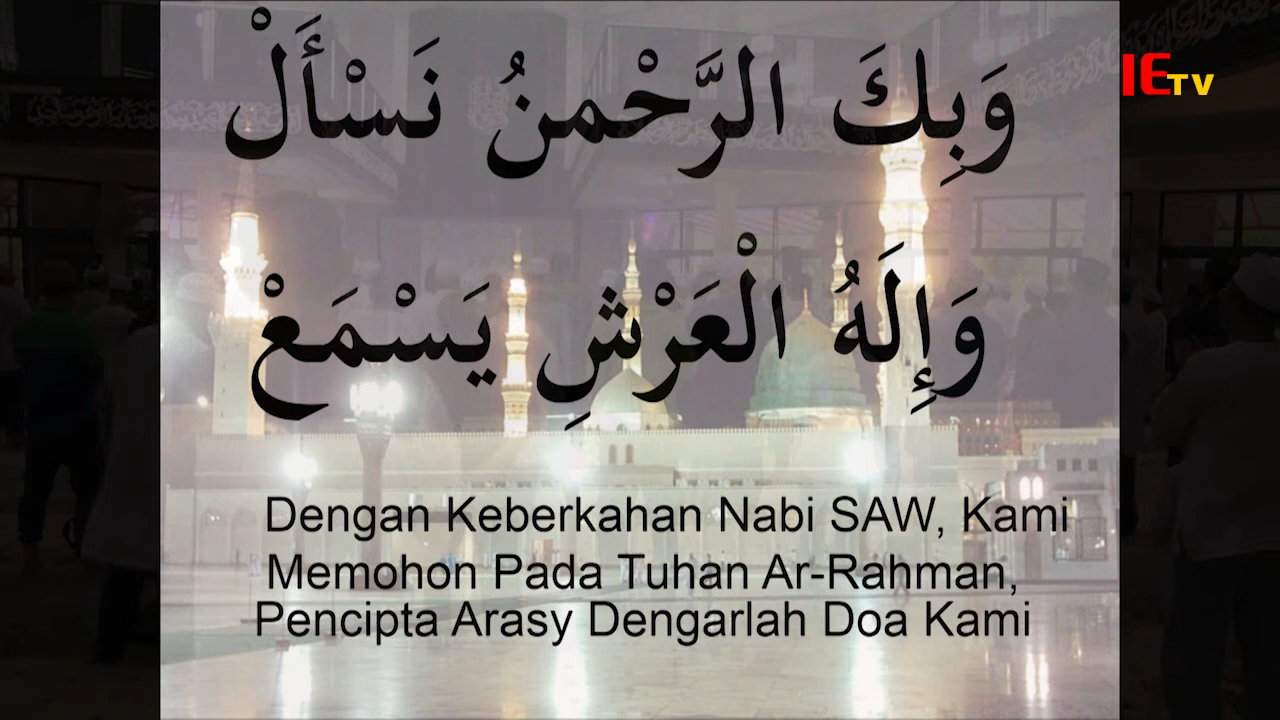 IETV
وَبِكَ الرَّحْمنُ نَسْأَلْ
وَإِلَهُ الْعَرْشِ يَسْمَعْ
Dengan Keberkahan Nabi SAW, Kami
Memohon Pada Tuhan Ar-Rahman,
Pencipta Arasy Dengarlah Doa Kami